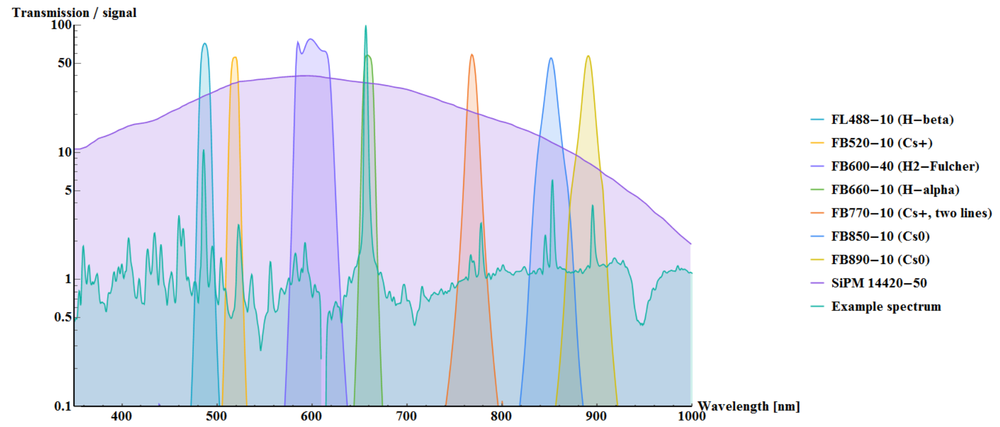 Transmission / signal
100
50
10
5
1
0.5
0.1
400 500 600 700 800 900 1000
Wavelength [nm]
FL488−10 (H−beta)
FB520−10 (Cs+)
FB600−40 (H2−Fulcher)
FB660−10 (H−alpha)
FB770−10 (Cs+, two lines)
FB850−10 (Cs0)
FB890−10 (Cs0)
SiPM 14420−50
Example spectrum